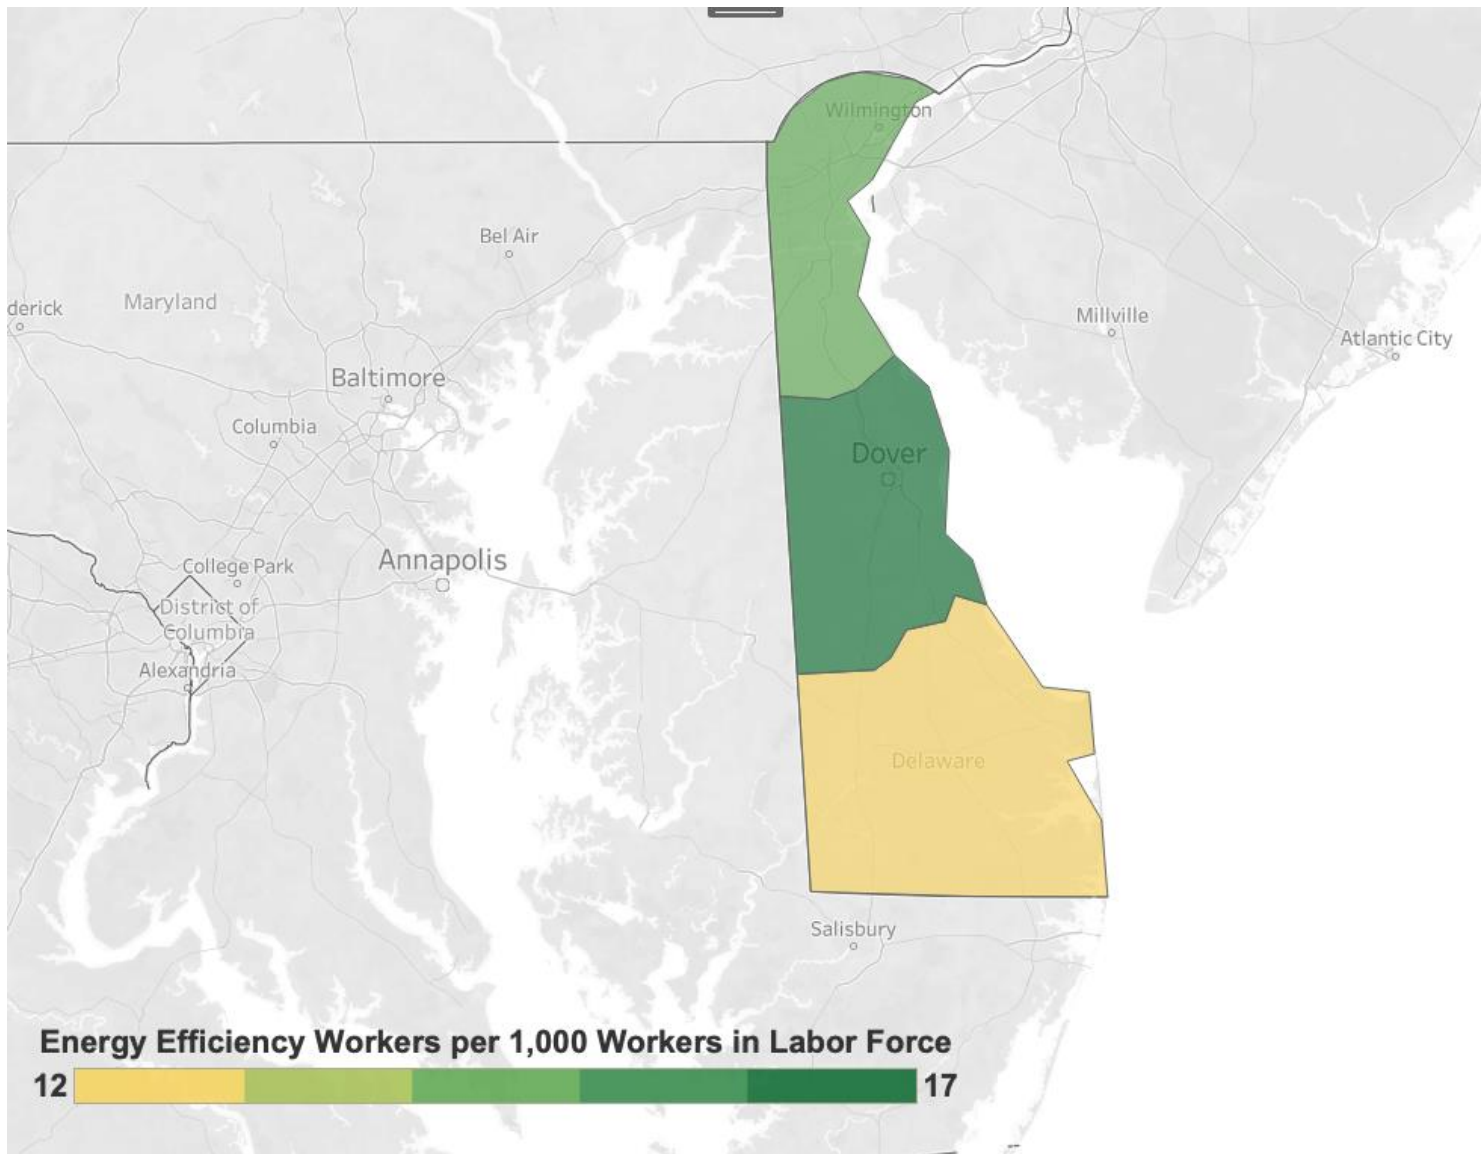 Wilmington
Bel Air
Maryland
derick
Millville
Atlantic City
Baltimore
Columbia
Dover
Annapolis
College Park
District of
Columbia
Alexandria
Delaware
Salisbury
Energy Efficiency Workers per 1,000 Workers in Labor Force
12 17